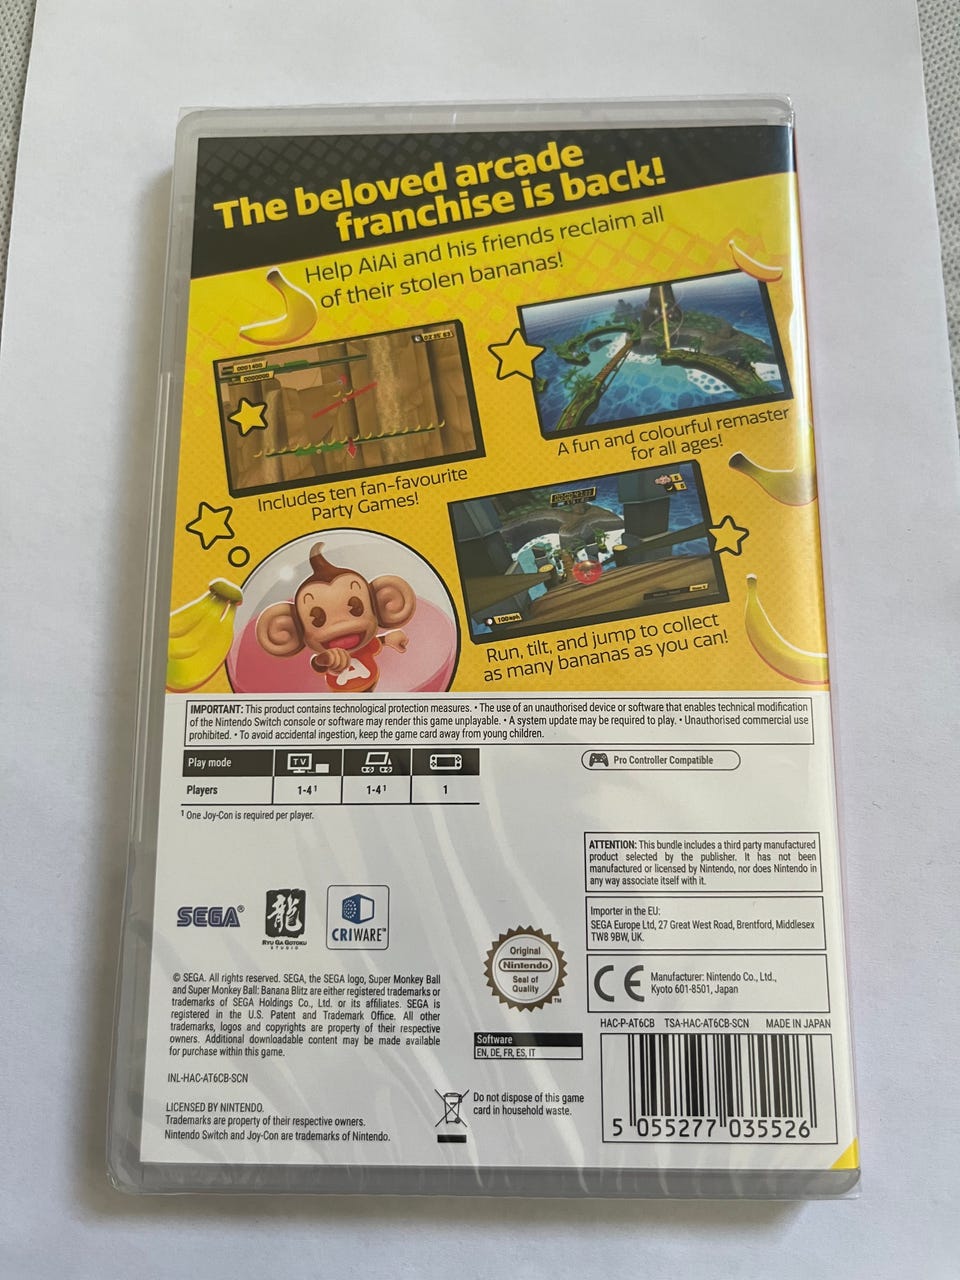 The beloved arcade
franchise is back!
Help AiAi and his friends reclaim all
of their stolen bananas!
A fun and colourful remaster
for all ages!
Includes ten fan-favourite
Party Games!
Run, tilt, and jump to collect
as many bananas as you can!
IMPORTANT: This product contains technological protection measures. • The use of an unauthorised device or software that enables technical modification
of the Nintendo Switch console or software may render this game unplayable. • A system update may be required to play. • Unauthorised commercial use
prohibited. • To avoid accidental ingestion, keep the game card away from young children.
Play mode TV
Players 1-4¹ 1-4¹ 1
¹ One Joy-Con is required per player.
Pro Controller Compatible
ATTENTION: This bundle includes a third party manufactured
product selected by the publisher. It has not been
manufactured or licensed by Nintendo, nor does Nintendo in
any way associate itself with it.
Importer in the EU:
SEGA Europe Ltd, 27 Great West Road, Brentford, Middlesex
TW8 9BW, UK.
SEGA®
龍
RYU GA GOTOKU
STUDIO
CRIWARE™
Original
Nintendo
Seal of
Quality
TM
CE
Manufacturer: Nintendo Co., Ltd.,
Kyoto 601-8501, Japan
© SEGA. All rights reserved. SEGA, the SEGA logo, Super Monkey Ball
and Super Monkey Ball: Banana Blitz are either registered trademarks or
trademarks of SEGA Holdings Co., Ltd. or its affiliates. SEGA is
registered in the U.S. Patent and Trademark Office. All other
trademarks, logos and copyrights are property of their respective
owners. Additional downloadable content may be made available
for purchase within this game.
INL-HAC-AT6CB-SCN
LICENSED BY NINTENDO.
Trademarks are property of their respective owners.
Nintendo Switch and Joy-Con are trademarks of Nintendo.
Software
EN, DE, FR, ES, IT
Do not dispose of this game
card in household waste.
HAC-P-AT6CB TSA-HAC-AT6CB-SCN MADE IN JAPAN
5 055277 035526